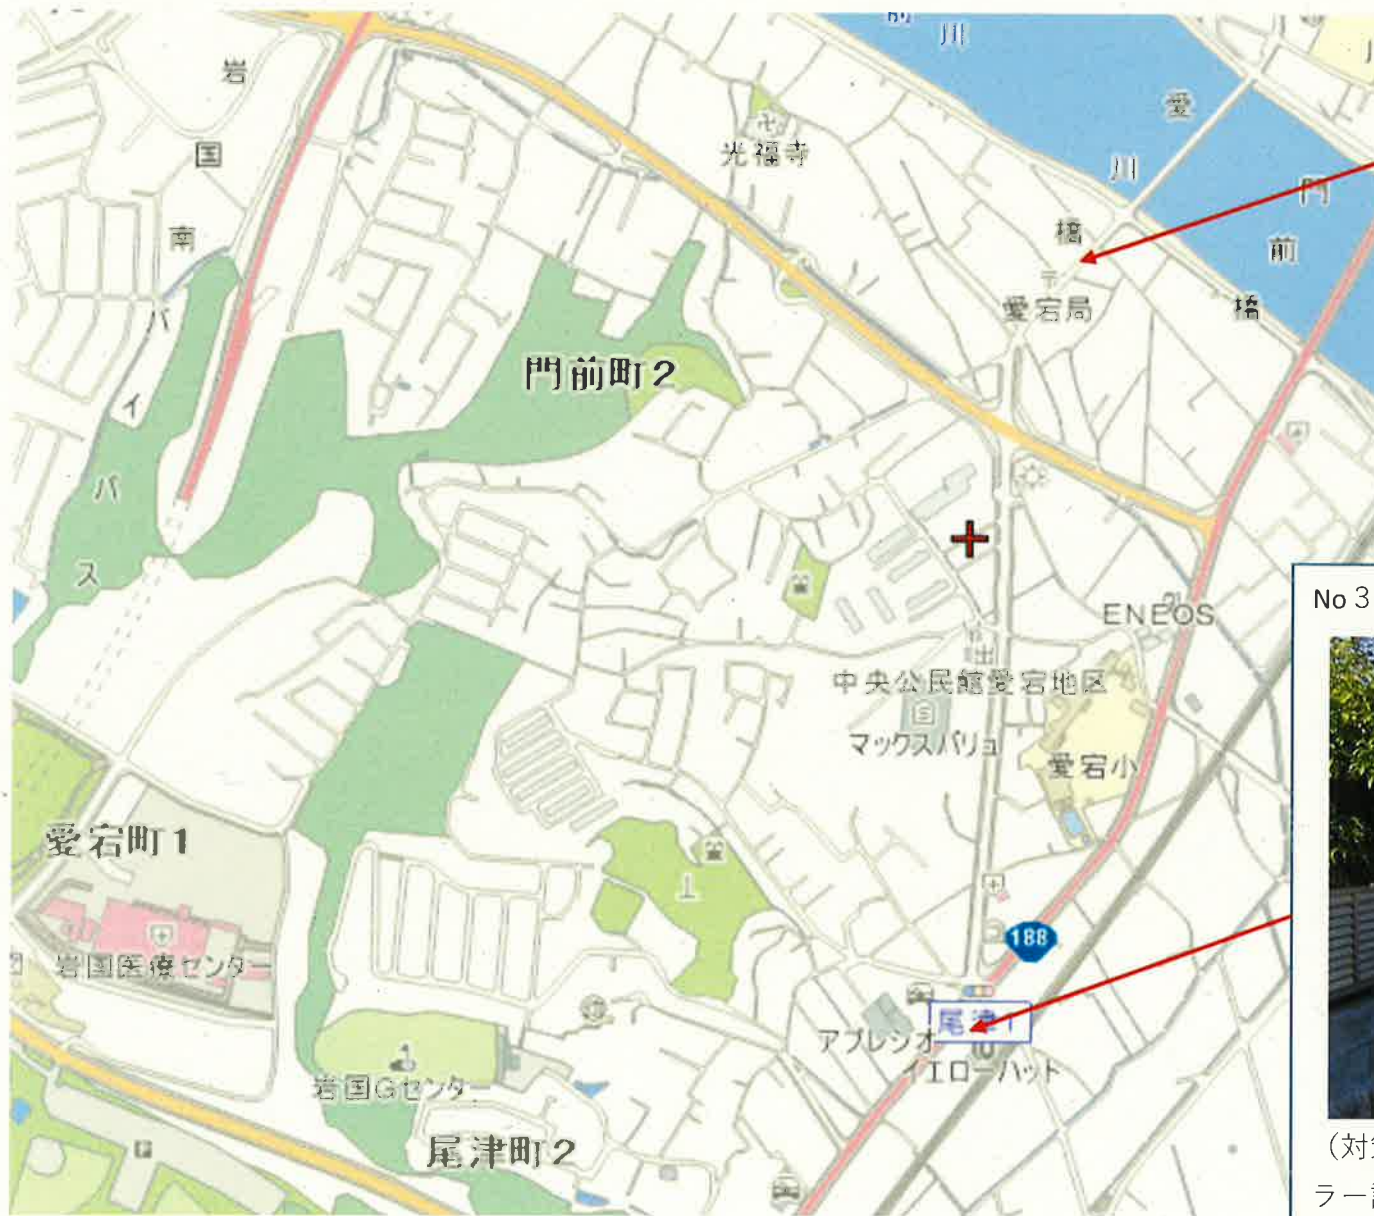 前
川
岩
国
南
バ
イ
パ
ス
光福寺
愛
川
橋
門
前
橋
愛宕局
門前町2
ENEOS
No 3
中央公民館愛宕地区
マックスバリュ
愛宕小
愛宕町1
岩国医療センター
188
尾津1
アプレシオ
イエローハット
岩国Gセンタ
尾津町2
P